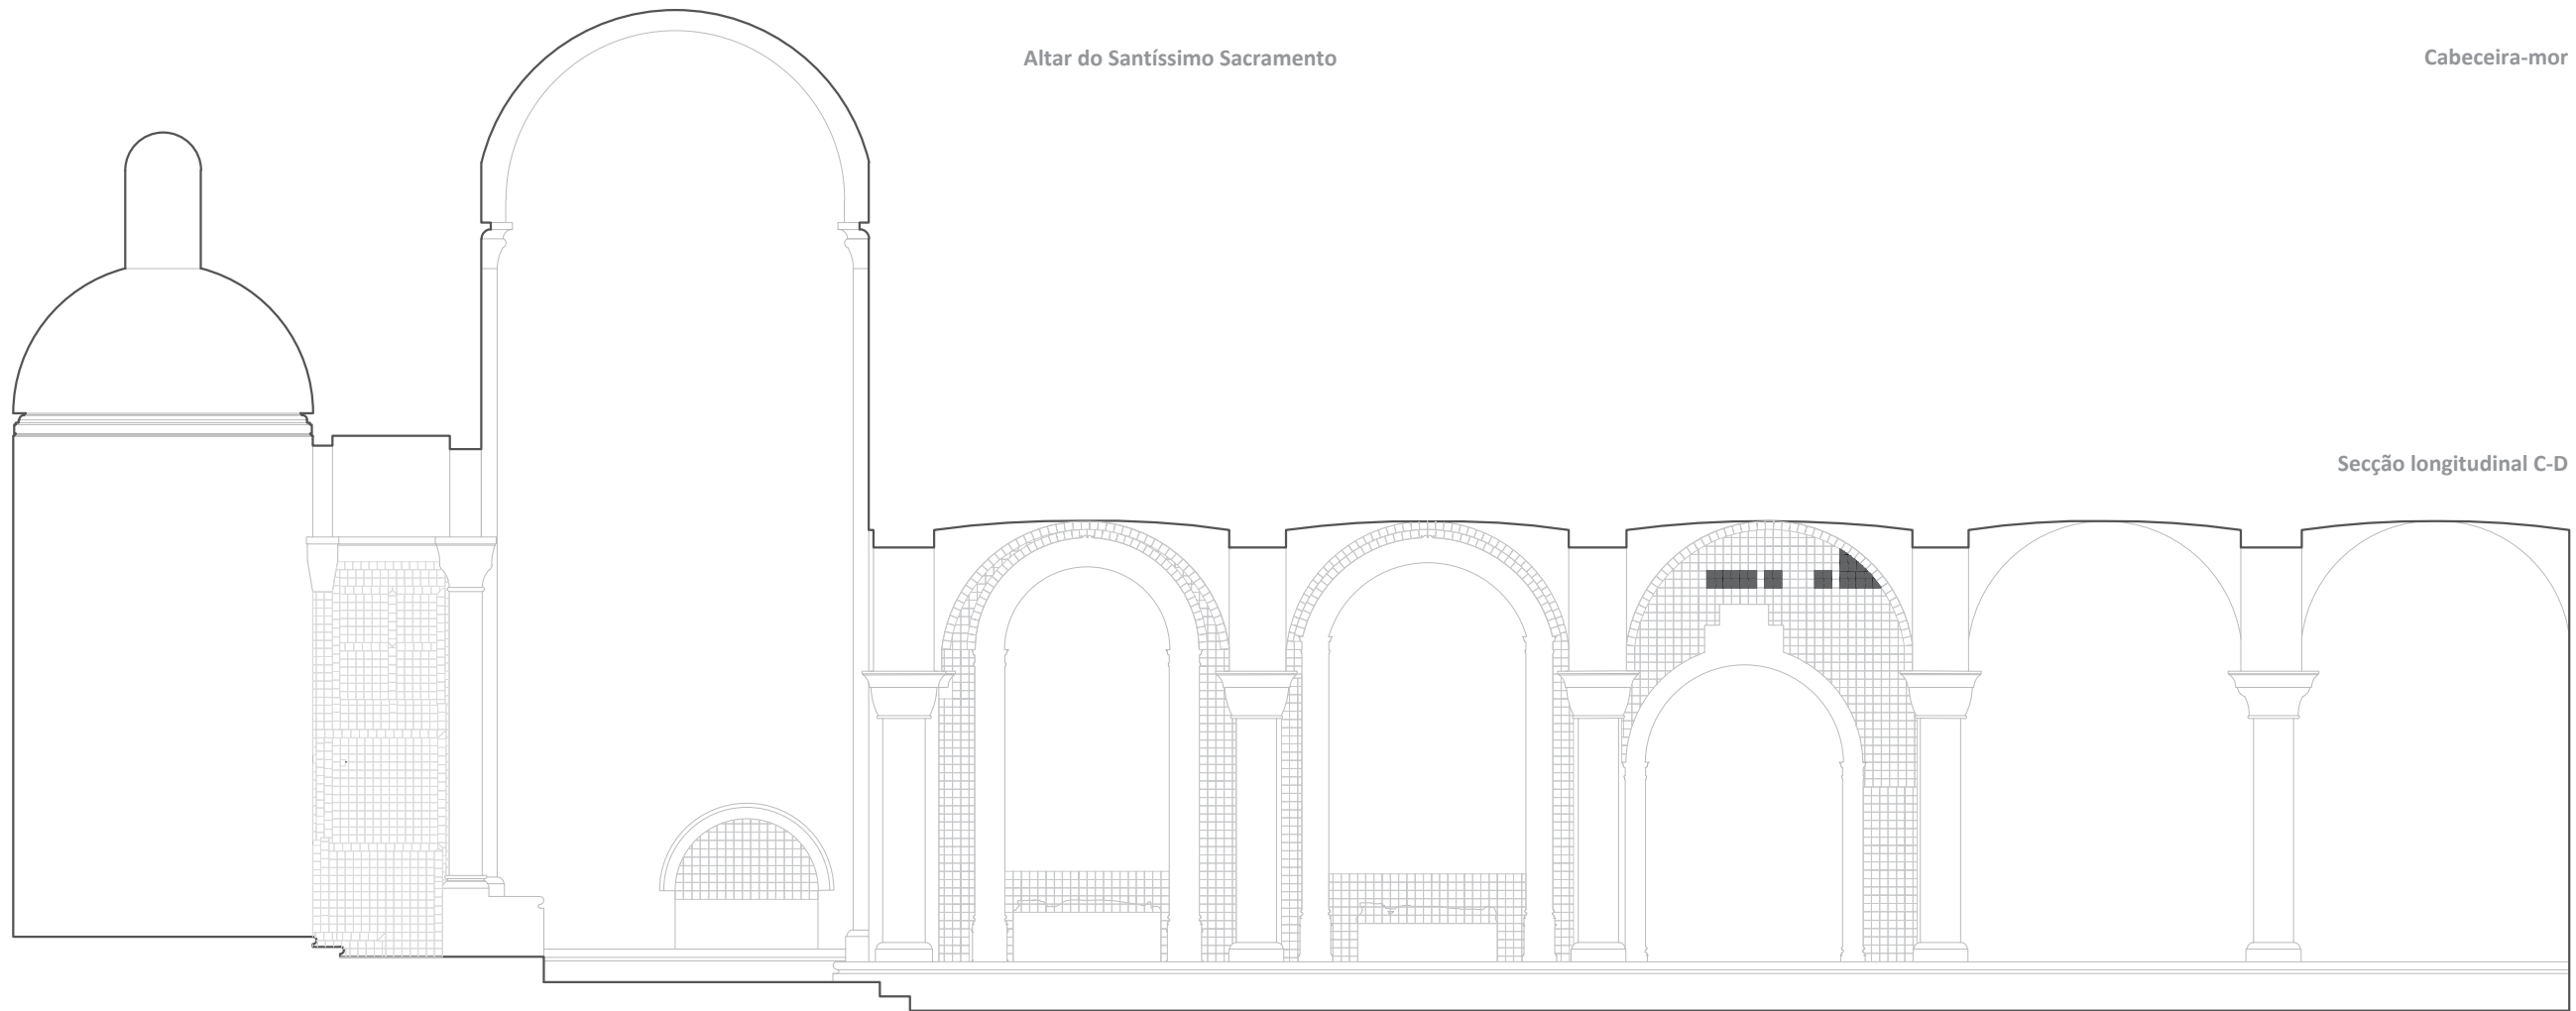 Altar do Santíssimo Sacramento
Cabeceira-mor
Secção longitudinal C-D